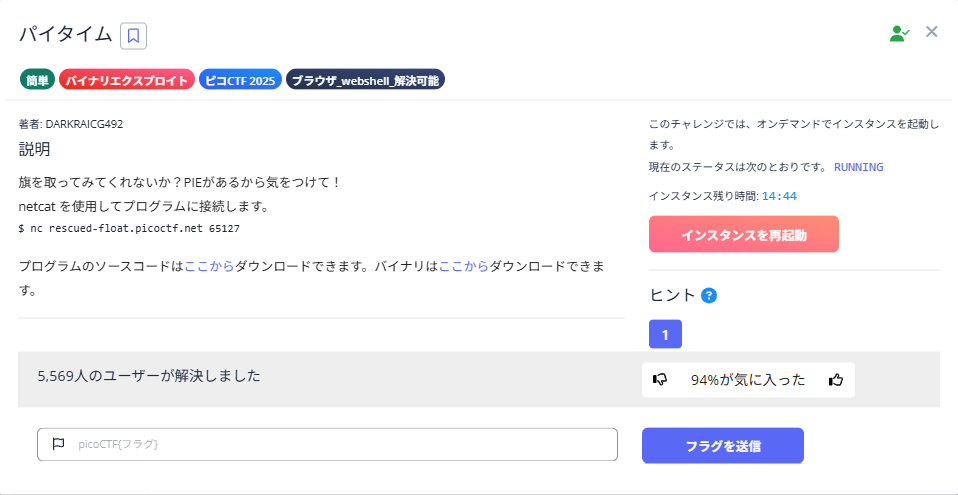 パイタイム
簡単 バイナリエクスプロイト ピコCTF 2025 ブラウザ_webshell_解決可能
著者: DARKRAICG492
説明
旗を取ってみてくれないか？PIEがあるから気をつけて！
netcat を使用してプログラムに接続します。
$ nc rescued-float.picoctf.net 65127
プログラムのソースコードはここからダウンロードできます。バイナリはここからダウンロードできま
す。
このチャレンジでは、オンデマンドでインスタンスを起動し
ます。
現在のステータスは次のとおりです。 RUNNING
インスタンス残り時間: 14:44
インスタンスを再起動
ヒント ?
1
5,569人のユーザーが解決しました
94%が気に入った
picoCTF{フラグ}
フラグを送信